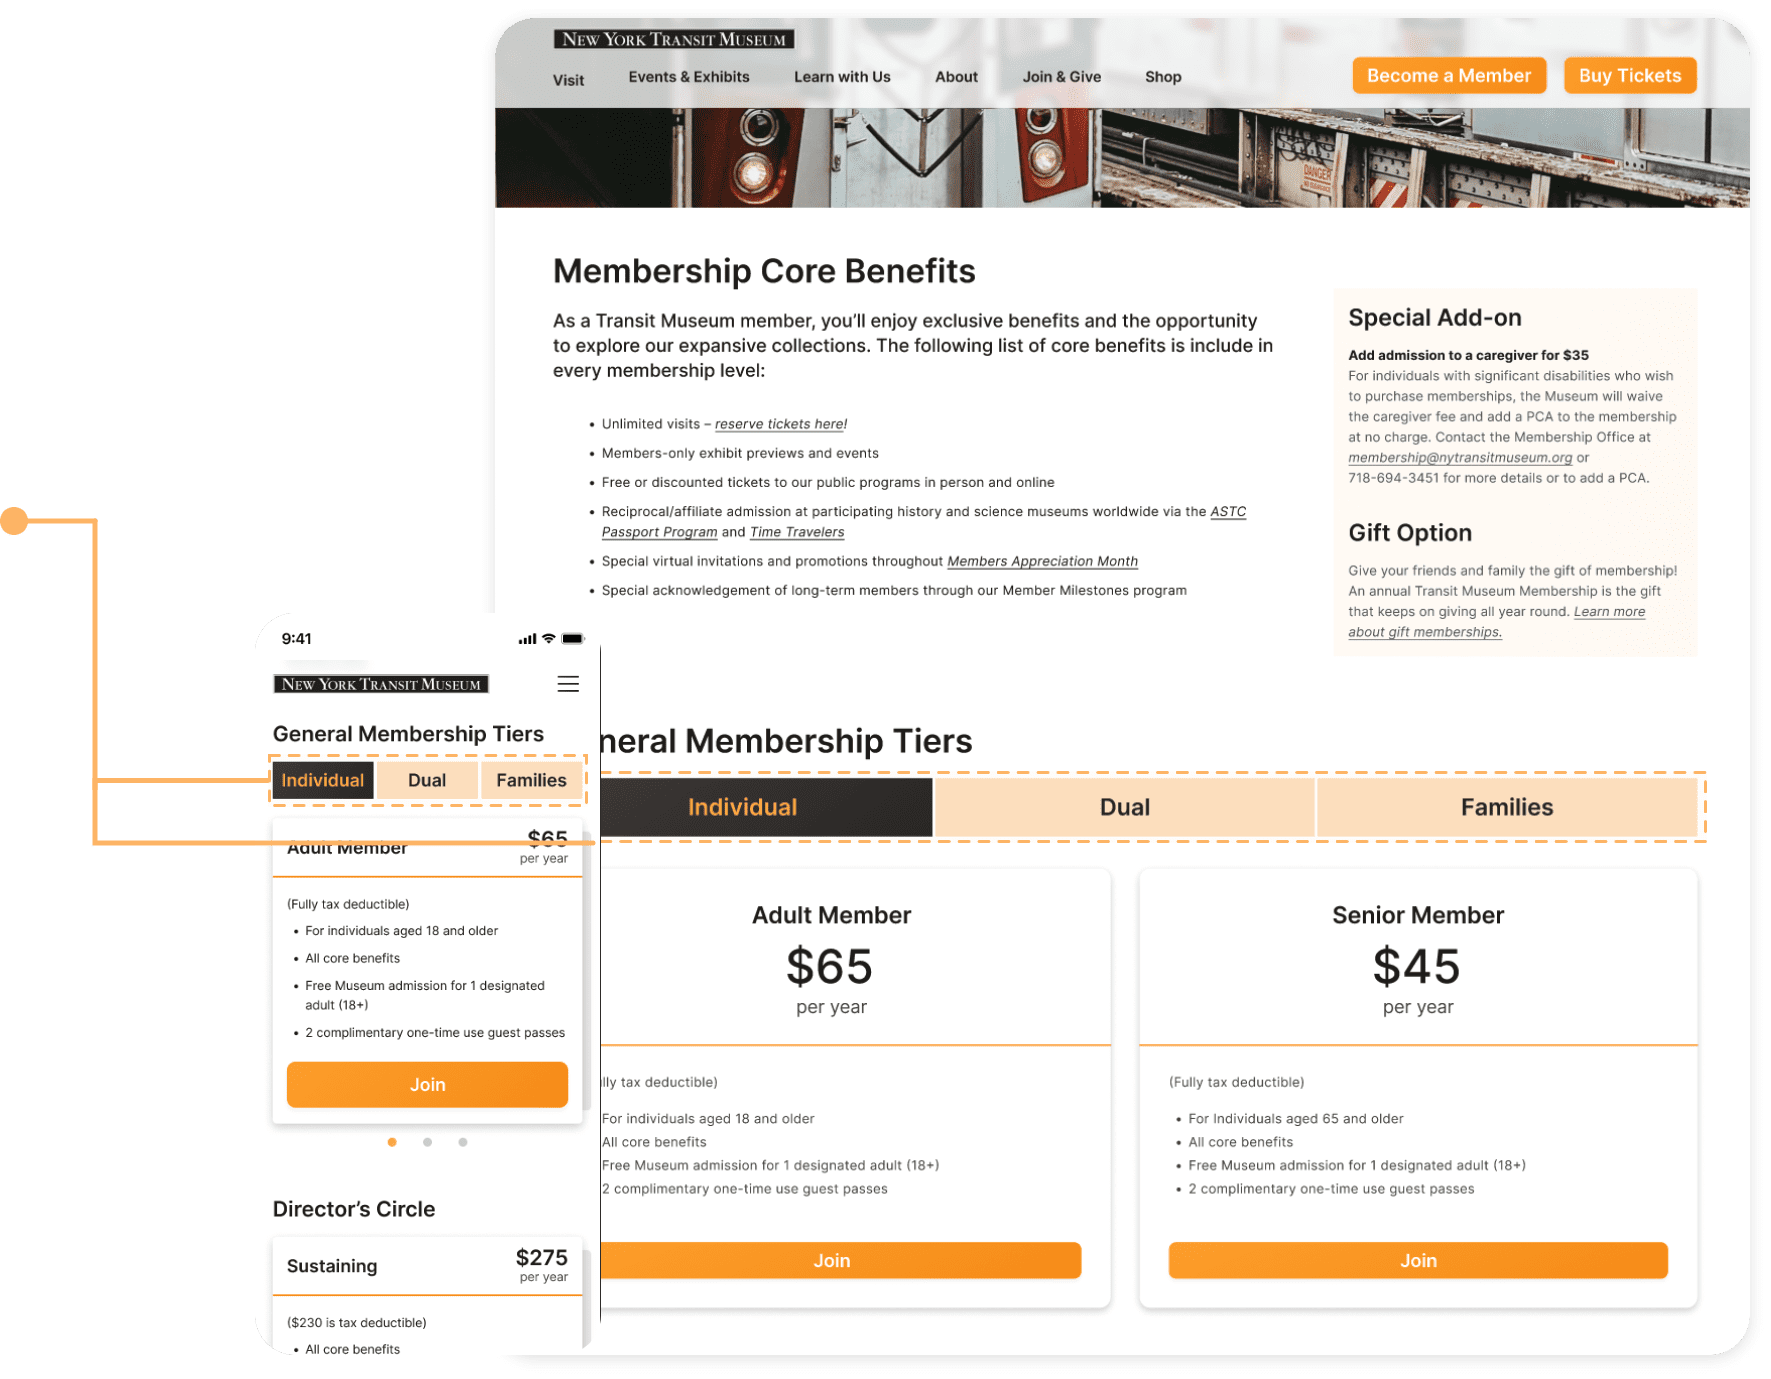 NEW YORK TRANSIT MUSEUM
Visit
Events & Exhibits
Learn with Us
About
Join & Give
Shop
Become a Member
Buy Tickets
DANGER
Membership Core Benefits
As a Transit Museum member, you’ll enjoy exclusive benefits and the opportunity
to explore our expansive collections. The following list of core benefits is include in
every membership level:
• Unlimited visits – reserve tickets here!
• Members-only exhibit previews and events
• Free or discounted tickets to our public programs in person and online
• Reciprocal/affiliate admission at participating history and science museums worldwide via the ASTC
Passport Program and Time Travelers
• Special virtual invitations and promotions throughout Members Appreciation Month
• Special acknowledgement of long-term members through our Member Milestones program
Special Add-on
Add admission to a caregiver for $35
For individuals with significant disabilities who wish
to purchase memberships, the Museum will waive
the caregiver fee and add a PCA to the membership
at no charge. Contact the Membership Office at
membership@nytransitmuseum.org or
718-694-3451 for more details or to add a PCA.
Gift Option
Give your friends and family the gift of membership!
An annual Transit Museum Membership is the gift
that keeps on giving all year round. Learn more
about gift memberships.
9:41
NEW YORK TRANSIT MUSEUM
General Membership Tiers
Individual
Dual
Families
Adult Member
$65
per year
(Fully tax deductible)
• For individuals aged 18 and older
• All core benefits
• Free Museum admission for 1 designated
adult (18+)
• 2 complimentary one-time use guest passes
Join
Director’s Circle
Sustaining
$275
per year
($230 is tax deductible)
• All core benefits
neral Membership Tiers
Individual
Dual
Families
Adult Member
$65
per year
lly tax deductible)
For individuals aged 18 and older
All core benefits
Free Museum admission for 1 designated adult (18+)
2 complimentary one-time use guest passes
Join
Senior Member
$45
per year
(Fully tax deductible)
• For Individuals aged 65 and older
• All core benefits
• Free Museum admission for 1 designated adult (18+)
• 2 complimentary one-time use guest passes
Join